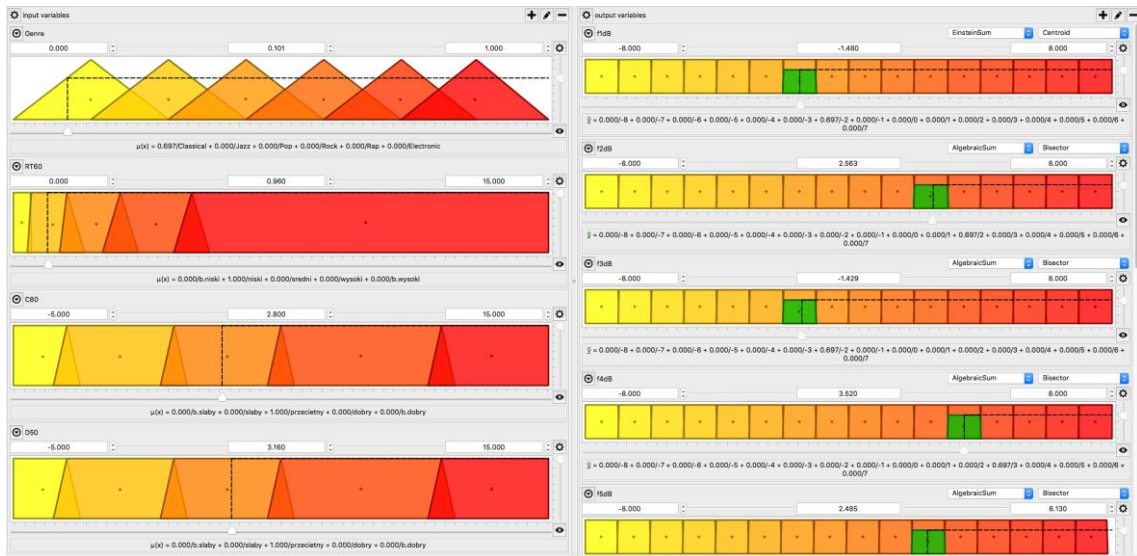 input variables
Genre
0.000 0.101 1.000
μ(x) = 0.697/Classical + 0.000/Jazz + 0.000/Pop + 0.000/Rock + 0.000/Rap + 0.000/Electronic
RT60
0.000 0.960 15.000
μ(x) = 0.000/b.niski + 1.000/niski + 0.000/sredni + 0.000/wysoki + 0.000/b.wysoki
C80
-5.000 2.800 15.000
μ(x) = 0.000/b.slaby + 0.000/slaby + 1.000/przecietny + 0.000/dobry + 0.000/b.dobry
D50
-5.000 3.160 15.000
μ(x) = 0.000/b.slaby + 0.000/slaby + 1.000/przecietny + 0.000/dobry + 0.000/b.dobry
output variables
f1dB EinsteinSum Centroid
-8.000 -1.480 8.000
= 0.000/-8 + 0.000/-7 + 0.000/-6 + 0.000/-5 + 0.000/-4 + 0.000/-3 + 0.697/-2 + 0.000/-1 + 0.000/0 + 0.000/1 + 0.000/2 + 0.000/3 + 0.000/4 + 0.000/5 + 0.000/6 +
0.000/7
f2dB AlgebraicSum Bisector
-8.000 2.563 8.000
= 0.000/-8 + 0.000/-7 + 0.000/-6 + 0.000/-5 + 0.000/-4 + 0.000/-3 + 0.000/-2 + 0.000/-1 + 0.000/0 + 0.000/1 + 0.697/2 + 0.000/3 + 0.000/4 + 0.000/5 + 0.000/6 +
0.000/7
f3dB AlgebraicSum Bisector
-8.000 -1.429 8.000
= 0.000/-8 + 0.000/-7 + 0.000/-6 + 0.000/-5 + 0.000/-4 + 0.000/-3 + 0.697/-2 + 0.000/-1 + 0.000/0 + 0.000/1 + 0.000/2 + 0.000/3 + 0.000/4 + 0.000/5 + 0.000/6 +
0.000/7
f4dB AlgebraicSum Bisector
-8.000 3.520 8.000
= 0.000/-8 + 0.000/-7 + 0.000/-6 + 0.000/-5 + 0.000/-4 + 0.000/-3 + 0.000/-2 + 0.000/-1 + 0.000/0 + 0.000/1 + 0.000/2 + 0.697/3 + 0.000/4 + 0.000/5 + 0.000/6 +
0.000/7
f5dB AlgebraicSum Bisector
-8.000 2.485 8.130